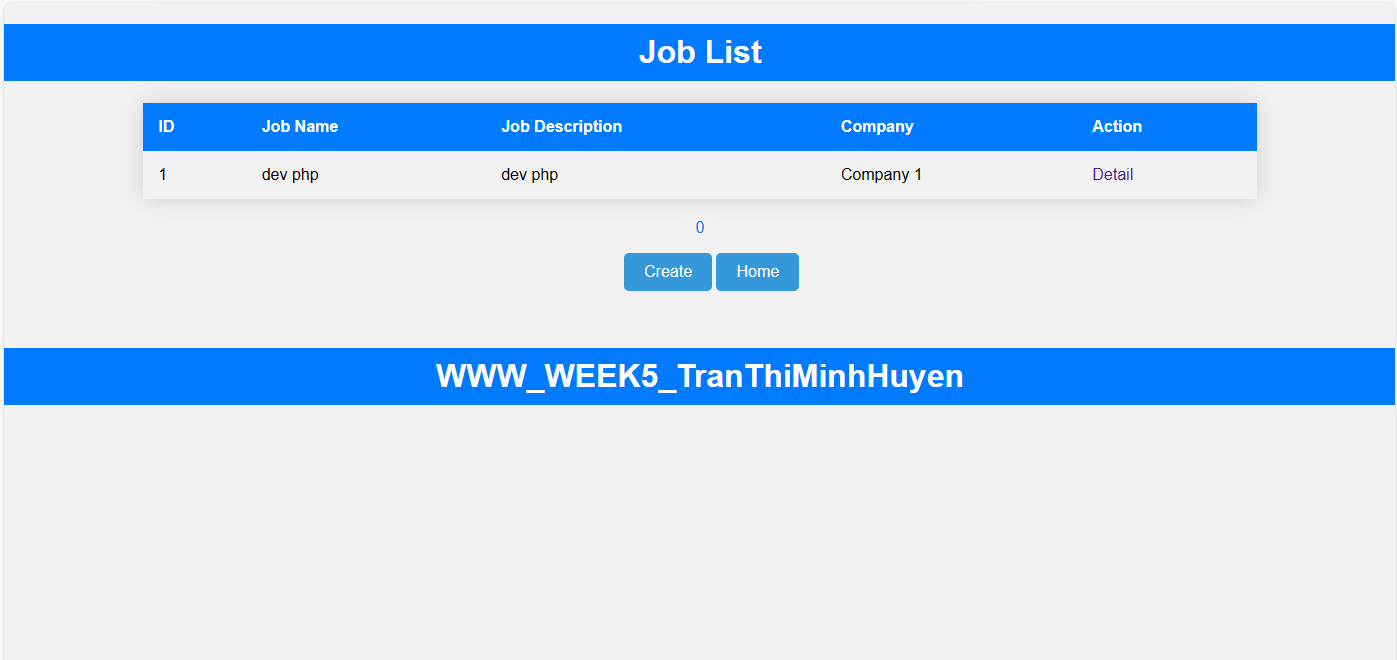 Job List
ID Job Name Job Description Company Action
1 dev php dev php Company 1 Detail
0
Create Home
WWW_WEEK5_TranThiMinhHuyen